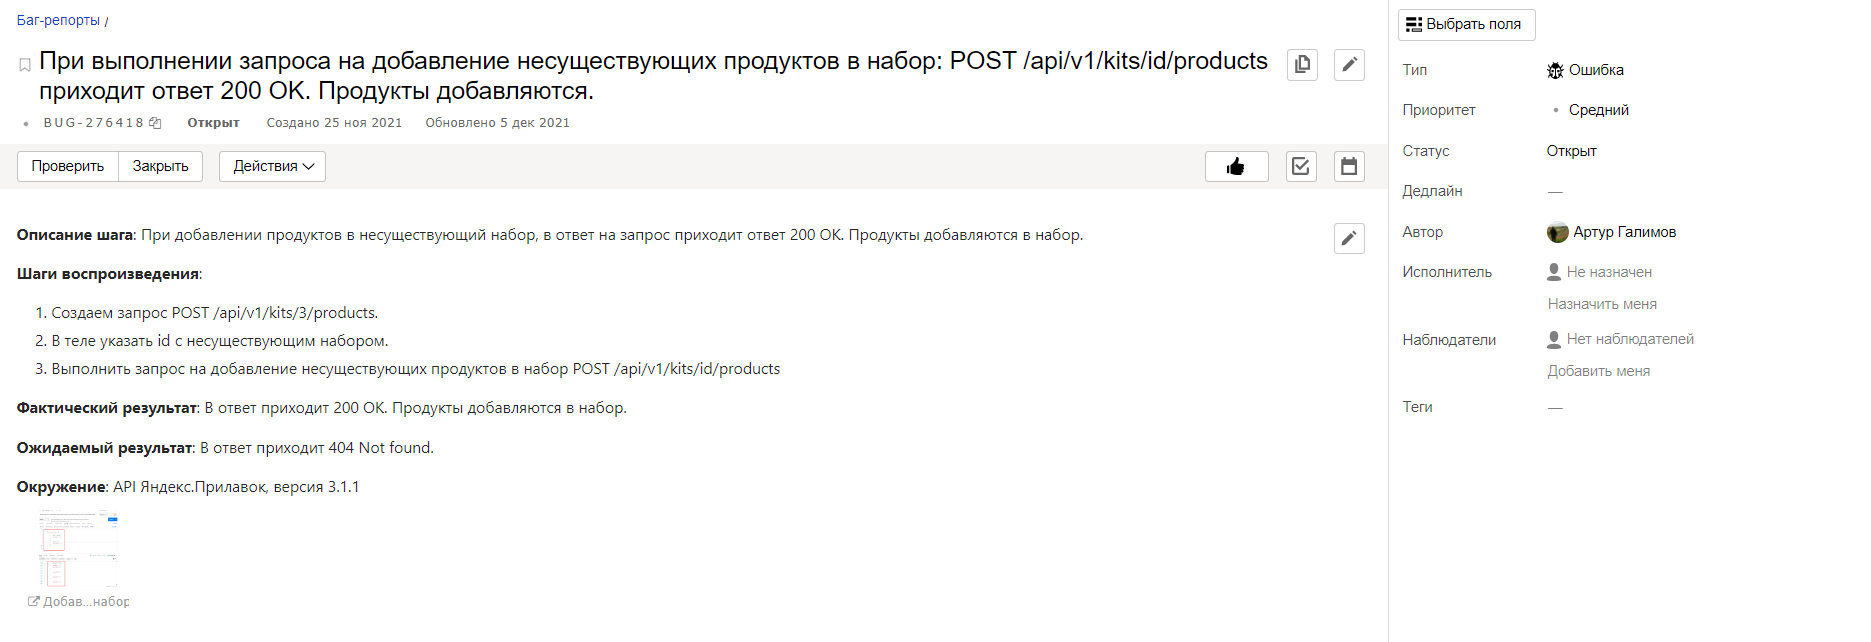 Баг-репорты /
При выполнении запроса на добавление несуществующих продуктов в набор: POST /api/v1/kits/id/products
приходит ответ 200 OK. Продукты добавляются.
BUG-276418 Открыт Создано 25 ноя 2021 Обновлено 5 дек 2021
Проверить Закрыть Действия
Описание шага: При добавлении продуктов в несуществующий набор, в ответ на запрос приходит ответ 200 ОК. Продукты добавляются в набор.
Шаги воспроизведения:
1. Создаем запрос POST /api/v1/kits/3/products.
2. В теле указать id с несуществующим набором.
3. Выполнить запрос на добавление несуществующих продуктов в набор POST /api/v1/kits/id/products
Фактический результат: В ответ приходит 200 ОК. Продукты добавляются в набор.
Ожидаемый результат: В ответ приходит 404 Not found.
Окружение: API Яндекс.Прилавок, версия 3.1.1
Добав...набор
Выбрать поля
Тип Ошибка
Приоритет Средний
Статус Открыт
Дедлайн —
Автор Артур Галимов
Исполнитель Не назначен
Назначить меня
Наблюдатели Нет наблюдателей
Добавить меня
Теги —